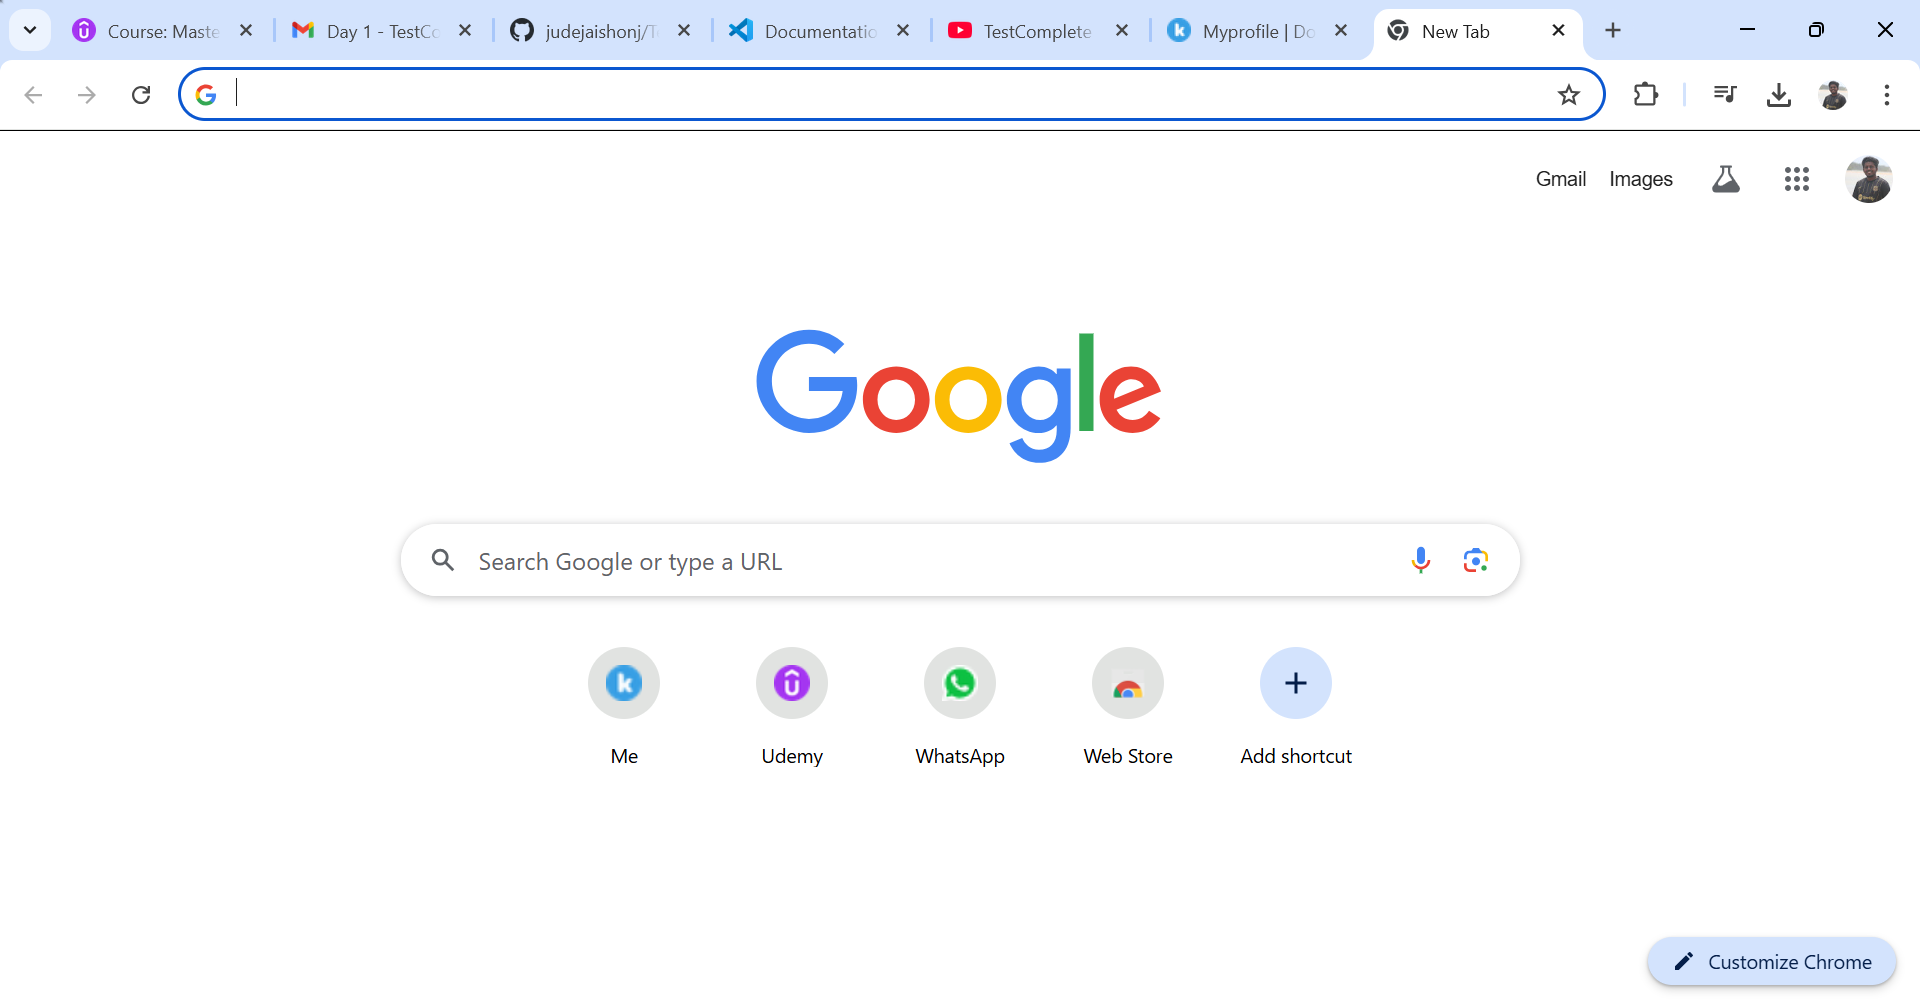 Course: Maste
Day 1 - TestCo
judejaishonj/Te
Documentatio
TestComplete
Myprofile | Do
New Tab
Gmail
Images
Google
Search Google or type a URL
Me
Udemy
WhatsApp
Web Store
Add shortcut
Customize Chrome